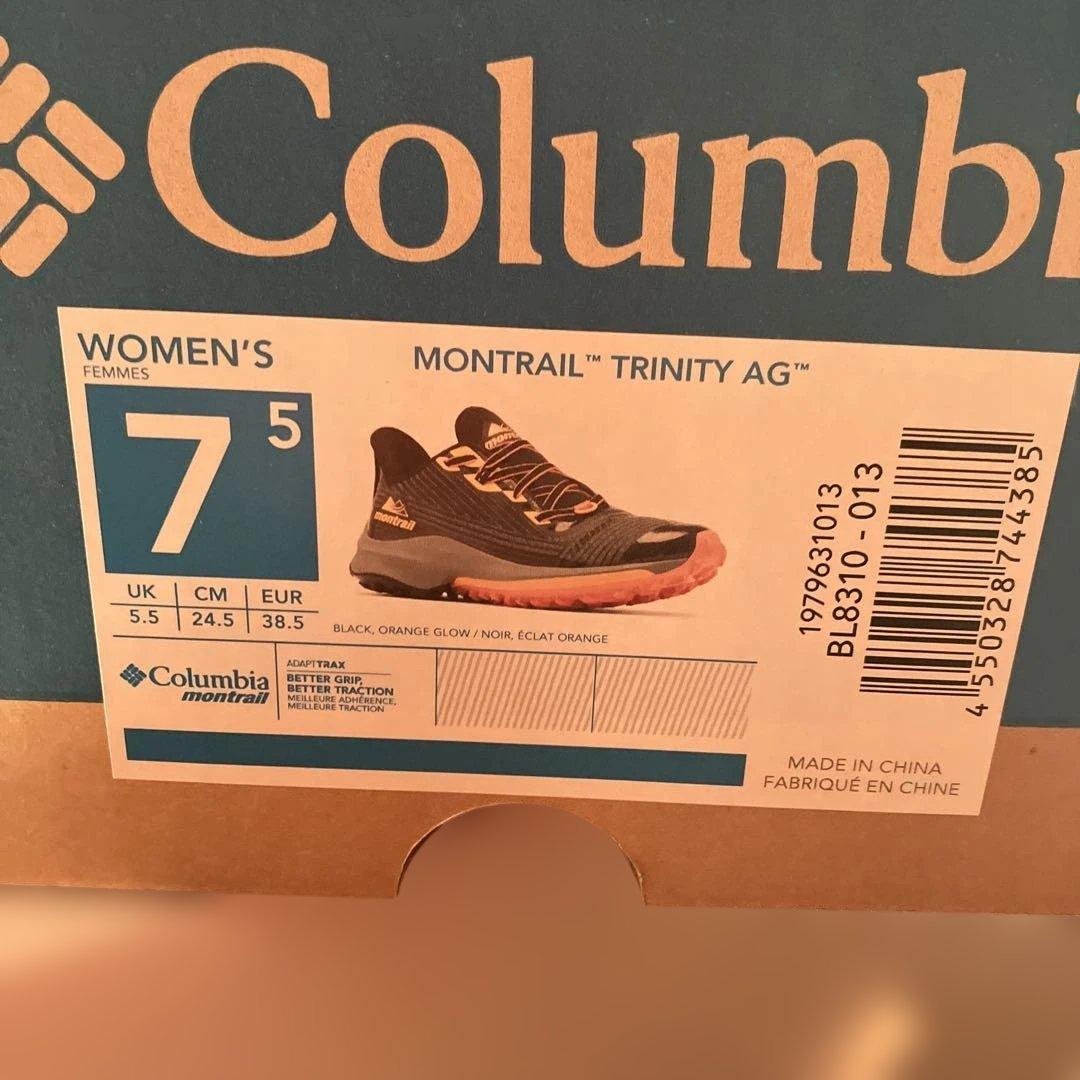 Columbi
WOMEN'S
FEMMES
MONTRAIL™ TRINITY AG™
7 5
montrail
UK CM EUR
5.5 24.5 38.5
BLACK, ORANGE GLOW / NOIR, ÉCLAT ORANGE
Columbia
montrail
ADAPTTRAX
BETTER GRIP,
BETTER TRACTION
MEILLEURE ADHÉRENCE,
MEILLEURE TRACTION
1979631013
BL8310 - 013
4 550328 744385
MADE IN CHINA
FABRIQUÉ EN CHINE